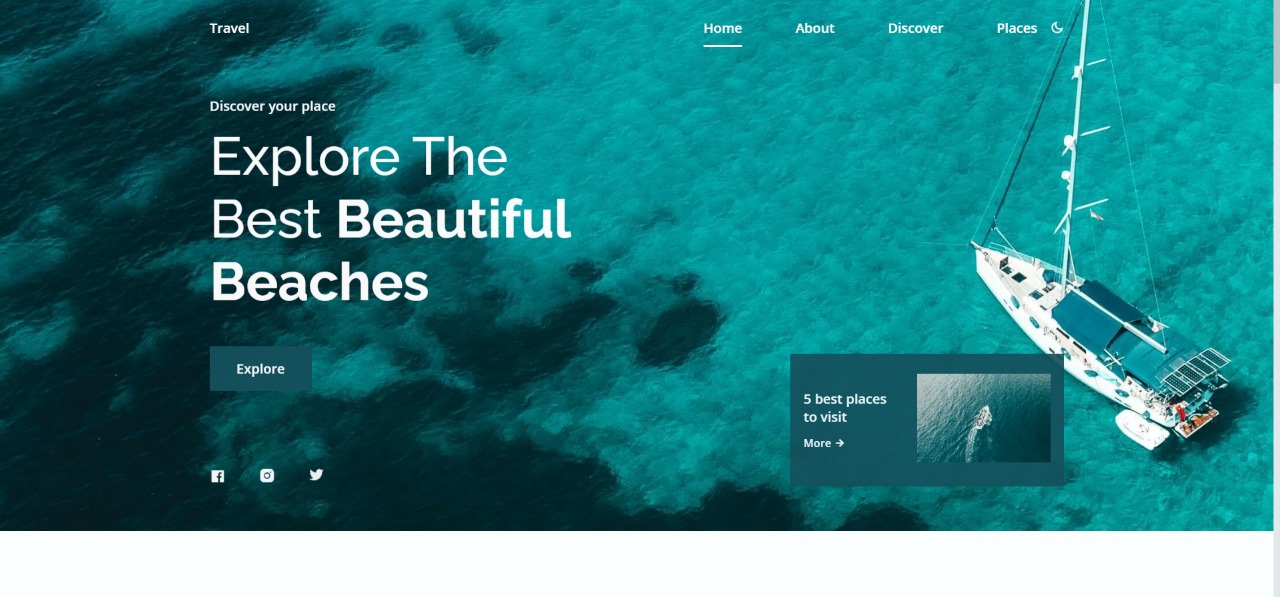 Travel
Home
About
Discover
Places
Discover your place
Explore The
Best Beautiful
Beaches
Explore
5 best places
to visit
More →